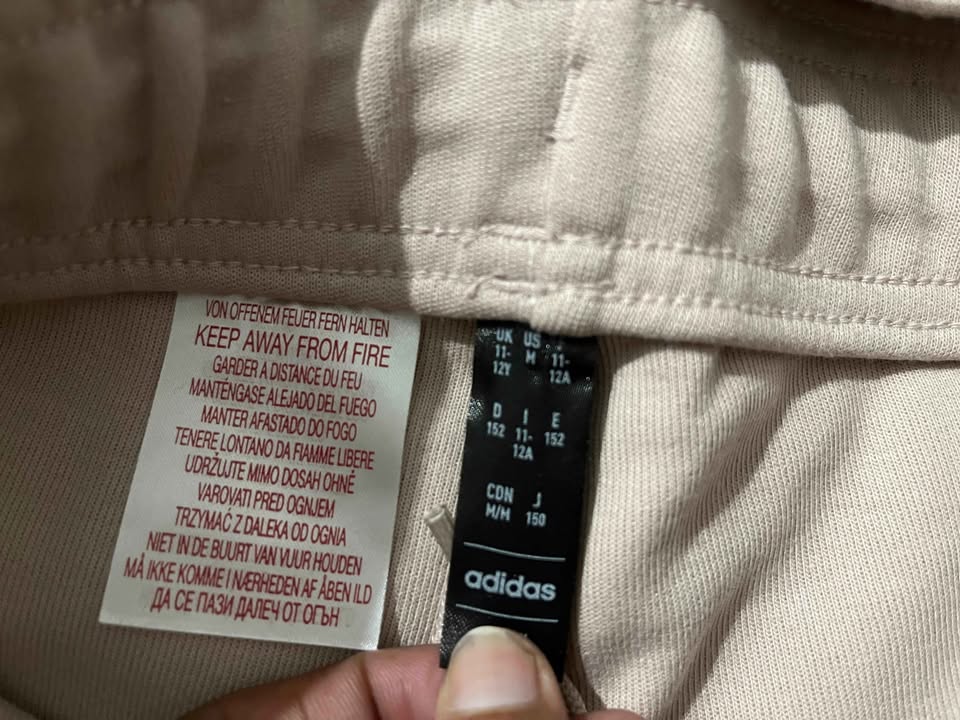 VON OFFENEM FEUER FERN HALTEN
KEEP AWAY FROM FIRE
GARDER A DISTANCE DU FEU
MANTÉNGASE ALEJADO DEL FUEGO
MANTER AFASTADO DO FOGO
TENERE LONTANO DA FIAMME LIBERE
UDRŽUJTE MIMO DOSAH OHNĚ
VAROVATI PRED OGNJEM
TRZYMAĆ Z DALEKA OD OGNIA
NIET IN DE BUURT VAN VUUR HOUDEN
MÅ IKKE KOMME I NÆRHEDEN AF ÅBEN ILD
ДА СЕ ПАЗИ ДАЛЕЧ ОТ ОГЪН
UK US
11- M 11-
12Y 12A
D I E
152 11- 152
12A
CDN J
M/M 150
adidas